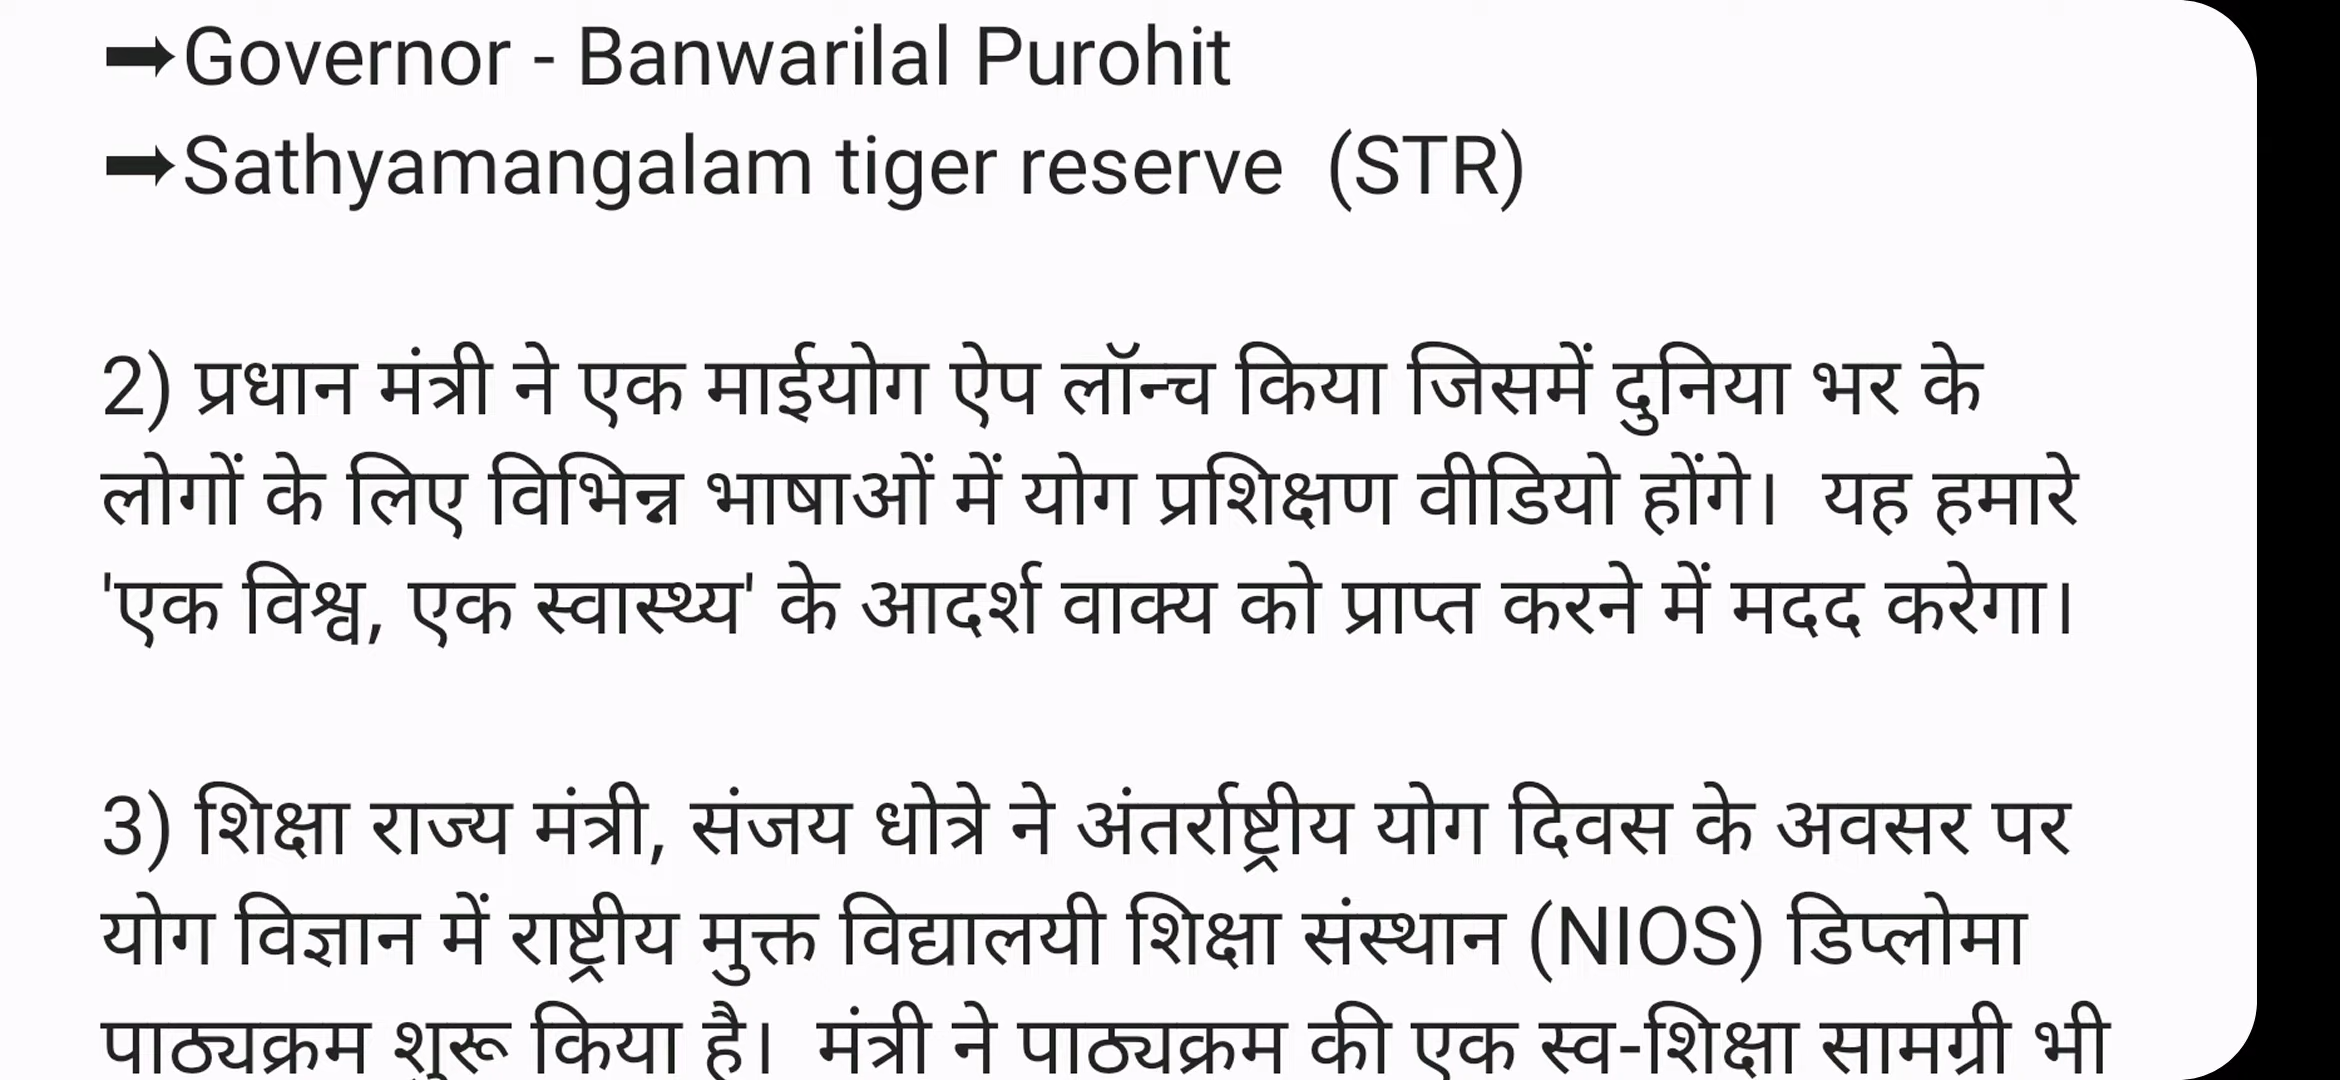 ➡Governor - Banwarilal Purohit
➡Sathyamangalam tiger reserve (STR)
2) प्रधान मंत्री ने एक माईयोग ऐप लॉन्च किया जिसमें दुनिया भर के
लोगों के लिए विभिन्न भाषाओं में योग प्रशिक्षण वीडियो होंगे। यह हमारे
'एक विश्व, एक स्वास्थ्य' के आदर्श वाक्य को प्राप्त करने में मदद करेगा।
3) शिक्षा राज्य मंत्री, संजय धोत्रे ने अंतर्राष्ट्रीय योग दिवस के अवसर पर
योग विज्ञान में राष्ट्रीय मुक्त विद्यालयी शिक्षा संस्थान (NIOS) डिप्लोमा
पाठ्यक्रम शुरू किया है। मंत्री ने पाठ्यक्रम की एक स्व-शिक्षा सामग्री भी